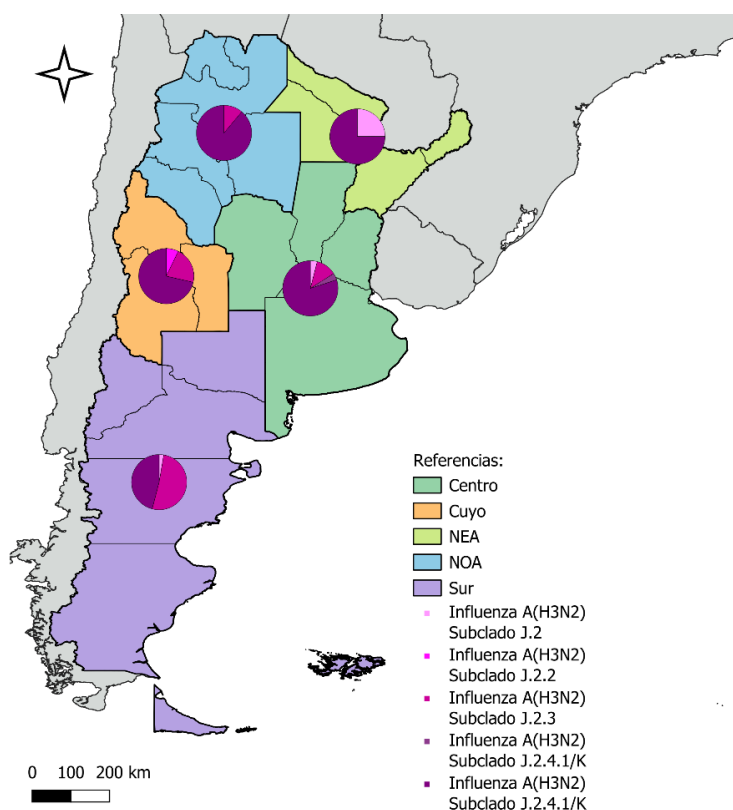 Referencias:
Centro
Cuyo
NEA
NOA
Sur
Influenza A(H3N2)
Subclado J.2
Influenza A(H3N2)
Subclado J.2.2
Influenza A(H3N2)
Subclado J.2.3
Influenza A(H3N2)
Subclado J.2.4.1/K
Influenza A(H3N2)
Subclado J.2.4.1/K
0 100 200 km